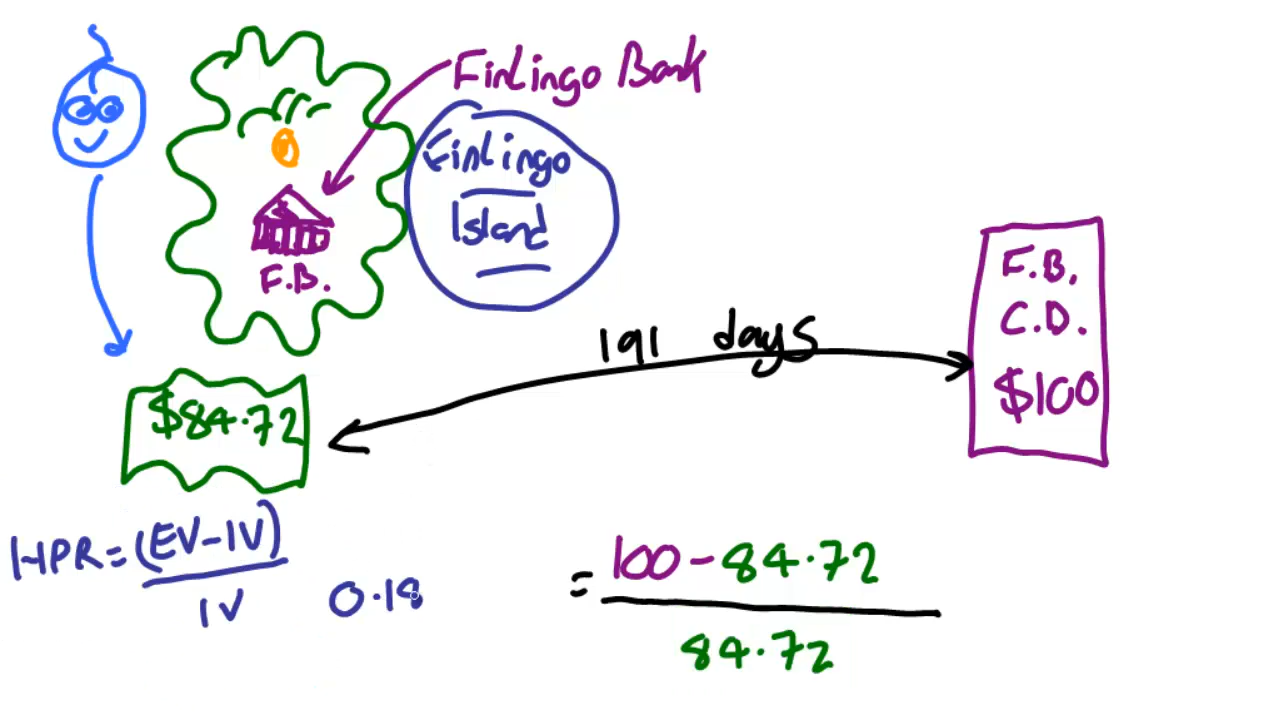 FinLingo Bank
FinLingo
Island
$
F.B.
191 days
F.B.
C.D.
$100
$84.72
HPR = (EV-IV)
IV
0.18
= 100 - 84.72
84.72